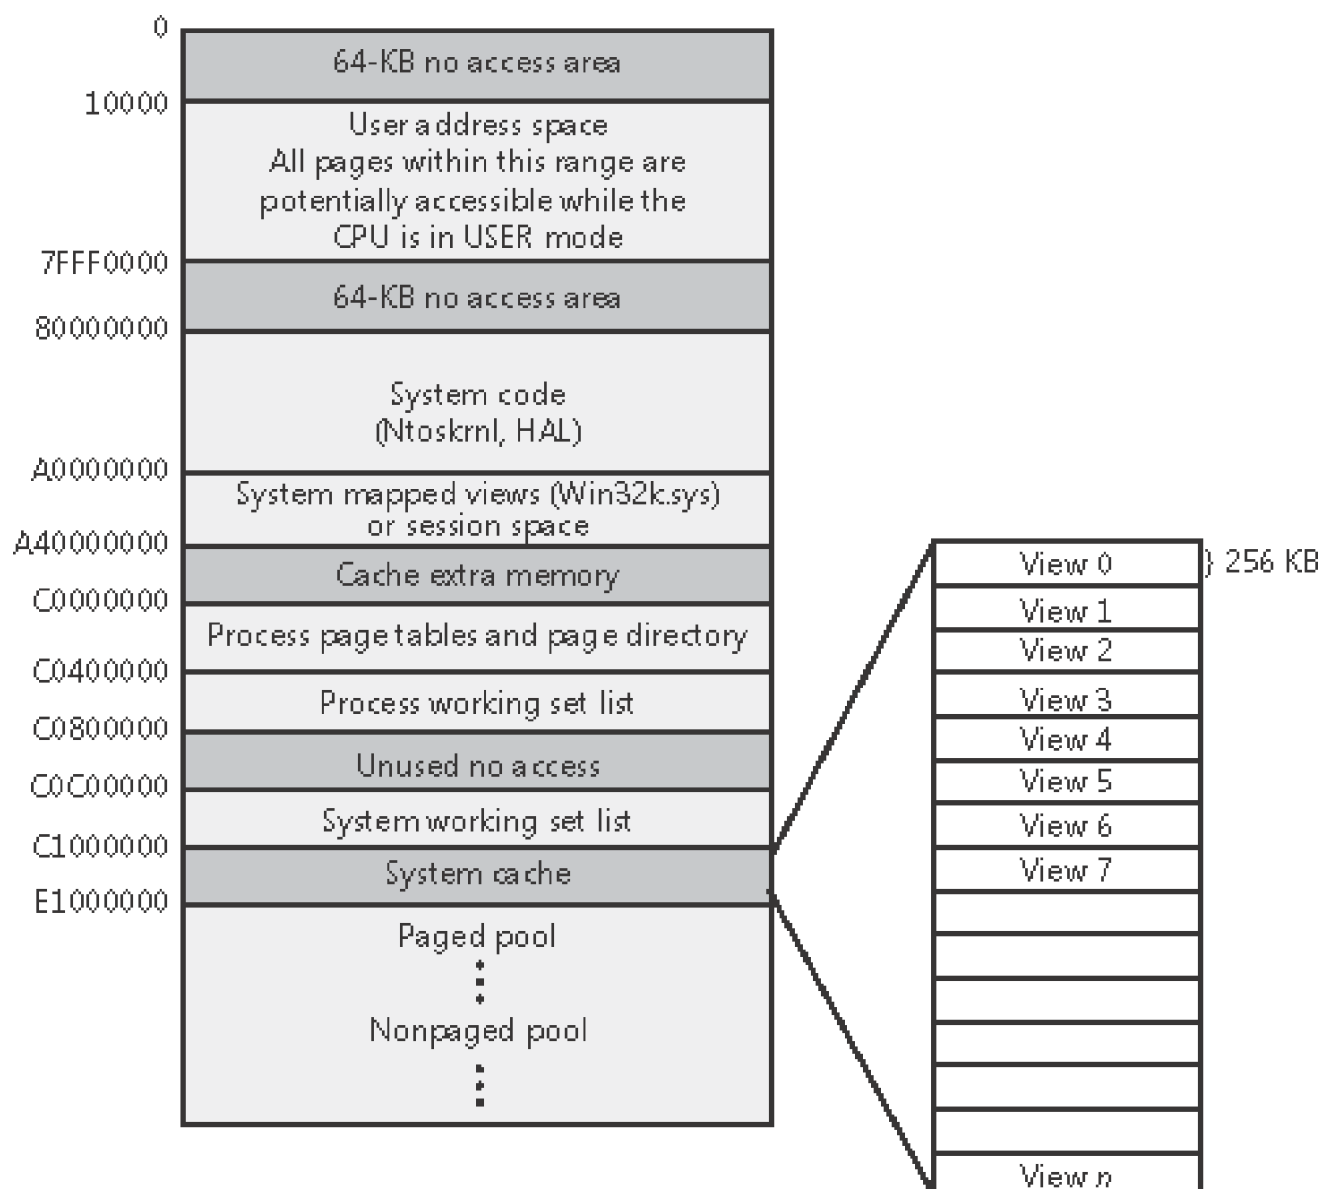 0
64-KB no access area
10000
User address space
All pages within this range are
potentially accessible while the
CPU is in USER mode
7FFF0000
64-KB no access area
80000000
System code
(Ntoskrnl, HAL)
A0000000
System mapped views (Win32k.sys)
or session space
A40000000
Cache extra memory
C0000000
Process page tables and page directory
C0400000
Process working set list
C0800000
Unused no access
C0C00000
System working set list
C1000000
System cache
E1000000
Paged pool
Nonpaged pool
View 0
} 256 KB
View 1
View 2
View 3
View 4
View 5
View 6
View 7
View n